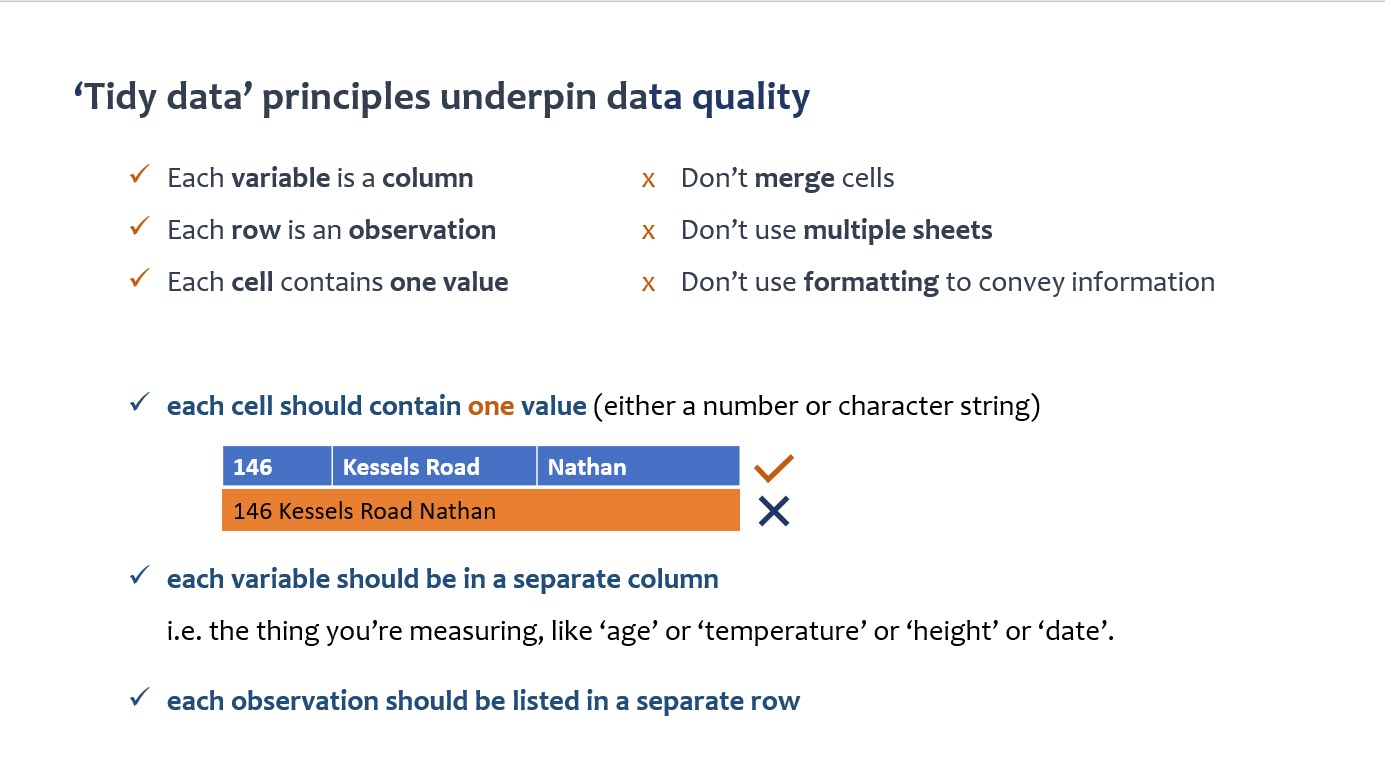 ‘Tidy data’ principles underpin data quality
✓ Each variable is a column
✓ Each row is an observation
✓ Each cell contains one value
x Don’t merge cells
x Don’t use multiple sheets
x Don’t use formatting to convey information
✓ each cell should contain one value (either a number or character string)
146 Kessels Road Nathan
146 Kessels Road Nathan
✓ each variable should be in a separate column
i.e. the thing you’re measuring, like ‘age’ or ‘temperature’ or ‘height’ or ‘date’.
✓ each observation should be listed in a separate row